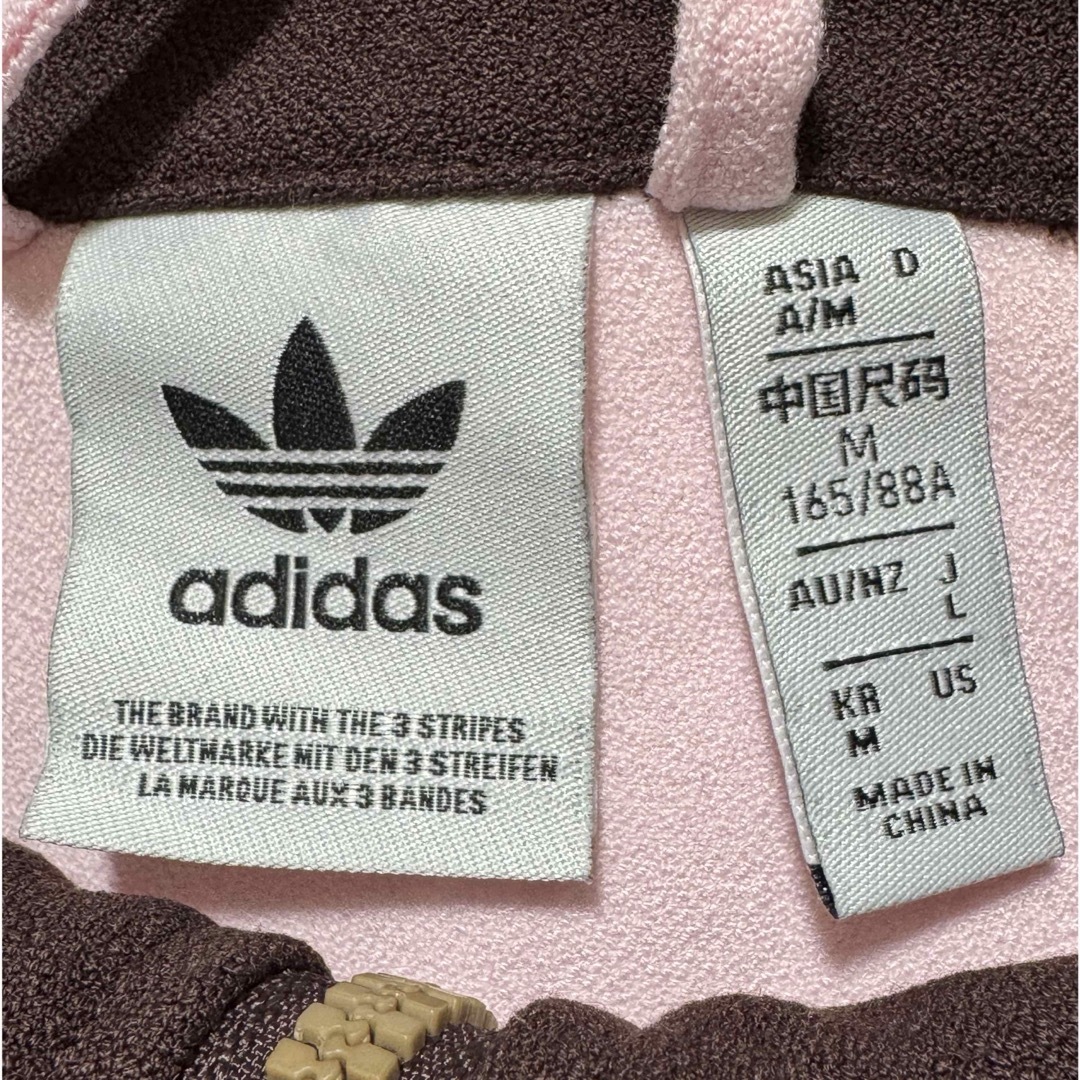 adidas
THE BRAND WITH THE 3 STRIPES
DIE WELTMARKE MIT DEN 3 STREIFEN
LA MARQUE AUX 3 BANDES
ASIA D
A/M
中国尺码
M
165/88A
AU/NZ J
L
KR US
M
MADE IN
CHINA